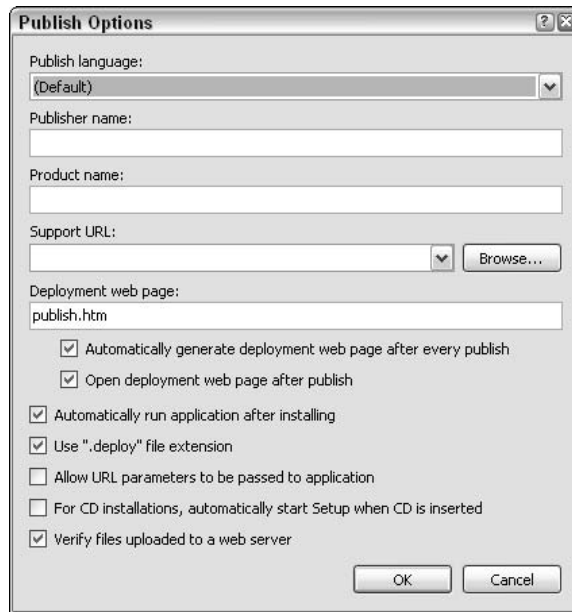 Publish Options
Publish language:
(Default)
Publisher name:
Product name:
Support URL:
Browse...
Deployment web page:
publish.htm
Automatically generate deployment web page after every publish
Open deployment web page after publish
Automatically run application after installing
Use ".deploy" file extension
Allow URL parameters to be passed to application
For CD installations, automatically start Setup when CD is inserted
Verify files uploaded to a web server
OK Cancel